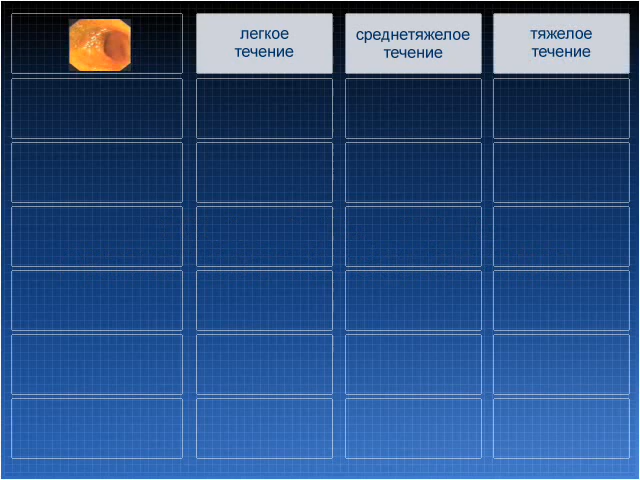 легкое
течение
среднетяжелое
течение
тяжелое
течение